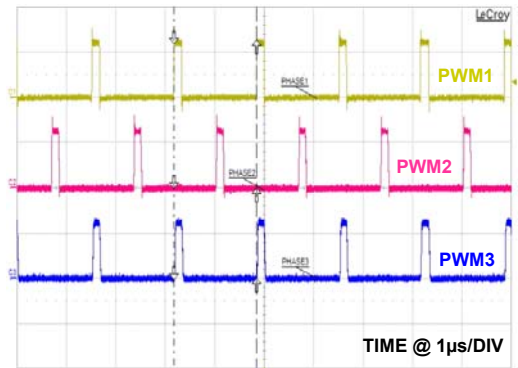 LeCroy
PHASE1
PWM1
PHASE2
PWM2
PHASE3
PWM3
TIME @ 1µs/DIV